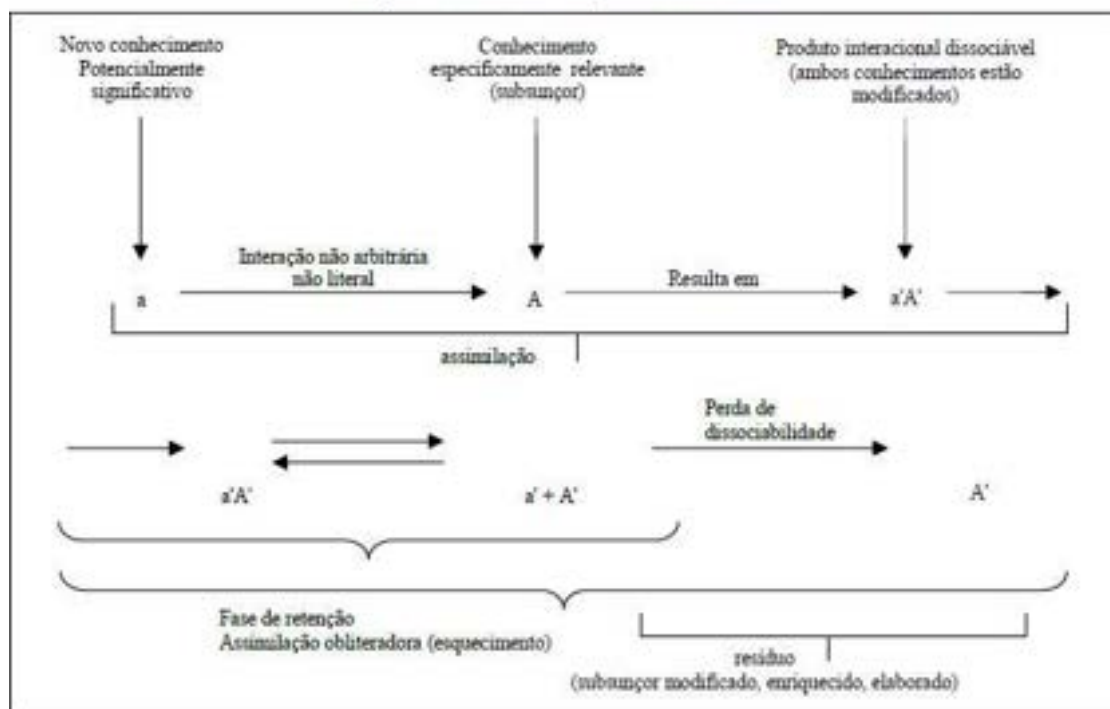 Novo conhecimento
Potencialmente
significativo
Conhecimento
especificamente relevante
(subsunçor)
Produto interacional dissociável
(ambos conhecimentos estão
modificados)
Interação não arbitrária
não literal
Resulta em
a
A
a'A'
assimilação
Perda de
dissociabilidade
a'A'
a' + A'
A'
Fase de retenção
Assimilação obliteradora (esquecimento)
resíduo
(subsunçor modificado, enriquecido, elaborado)